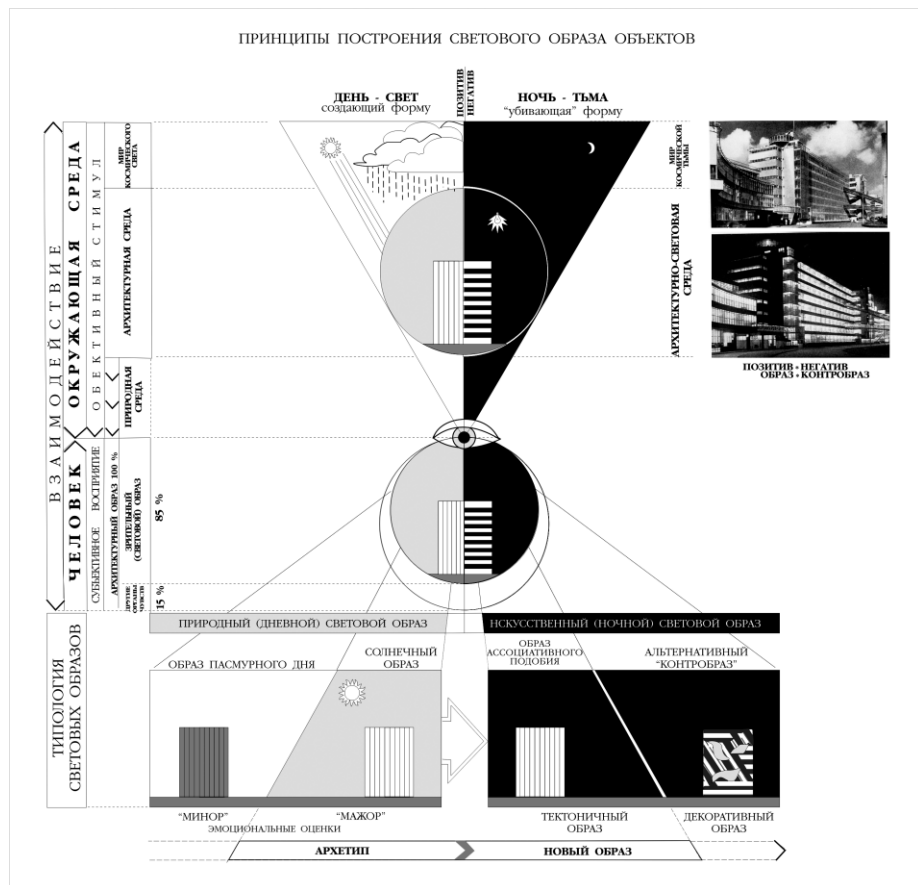 ПРИНЦИПЫ ПОСТРОЕНИЯ СВЕТОВОГО ОБРАЗА ОБЪЕКТОВ
ДЕНЬ - СВЕТ
создающий форму
ПОЗИТИВ
НЕГАТИВ
НОЧЬ - ТЬМА
“убивающая” форму
ВЗАИМОДЕЙСТВИЕ
ОКРУЖАЮЩАЯ СРЕДА
ОБЪЕКТИВНЫЙ СТИМУЛ
МИР
КОСМИЧЕСКОГО
СВЕТА
АРХИТЕКТУРНАЯ СРЕДА
ПРИРОДНАЯ
СРЕДА
МИР
КОСМИЧЕСКОЙ
ТЬМЫ
АРХИТЕКТУРНО-СВЕТОВАЯ
СРЕДА
ПОЗИТИВ - НЕГАТИВ
ОБРАЗ - КОНТРОБРАЗ
ЧЕЛОВЕК
СУБЪЕКТИВНОЕ ВОСПРИЯТИЕ
АРХИТЕКТУРНЫЙ ОБРАЗ 100 %
ЗРИТЕЛЬНЫЙ
(СВЕТОВОЙ) ОБРАЗ
85 %
ДРУГИЕ
ОРГАНЫ
ЧУВСТВ
15 %
ТИПОЛОГИЯ
СВЕТОВЫХ ОБРАЗОВ
ПРИРОДНЫЙ (ДНЕВНОЙ) СВЕТОВОЙ ОБРАЗ
НСКУССТВЕННЫЙ (НОЧНОЙ) СВЕТОВОЙ ОБРАЗ
ОБРАЗ ПАСМУРНОГО ДНЯ
СОЛНЕЧНЫЙ
ОБРАЗ
ОБРАЗ
АССОЦИАТИВНОГО
ПОДОБИЯ
АЛЬТЕРНАТИВНЫЙ
“КОНТРОБРАЗ”
“МИНОР”
“МАЖОР”
ЭМОЦИОНАЛЬНЫЕ ОЦЕНКИ
ТЕКТОНИЧНЫЙ
ОБРАЗ
ДЕКОРАТИВНЫЙ
ОБРАЗ
АРХЕТИП
НОВЫЙ ОБРАЗ